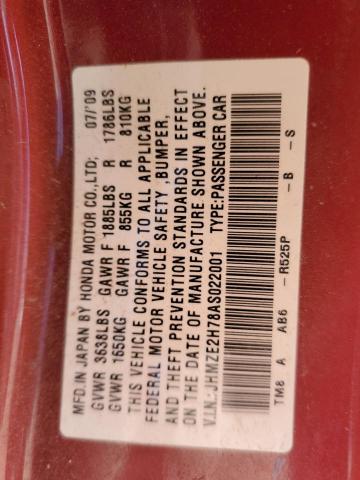 MFD.IN JAPAN BY HONDA MOTOR CO.,LTD; 07/'09
GVWR 3638LBS GAWR F 1885LBS R 1786LBS
GVWR 1650KG GAWR F 855KG R 810KG
THIS VEHICLE CONFORMS TO ALL APPLICABLE
FEDERAL MOTOR VEHICLE SAFETY ,BUMPER,
AND THEFT PREVENTION STANDARDS IN EFFECT
ON THE DATE OF MANUFACTURE SHOWN ABOVE.
V.I.N.:JHMZE2H78AS022001 TYPE:PASSENGER CAR
TM8 A AB6 -R525P -B -S